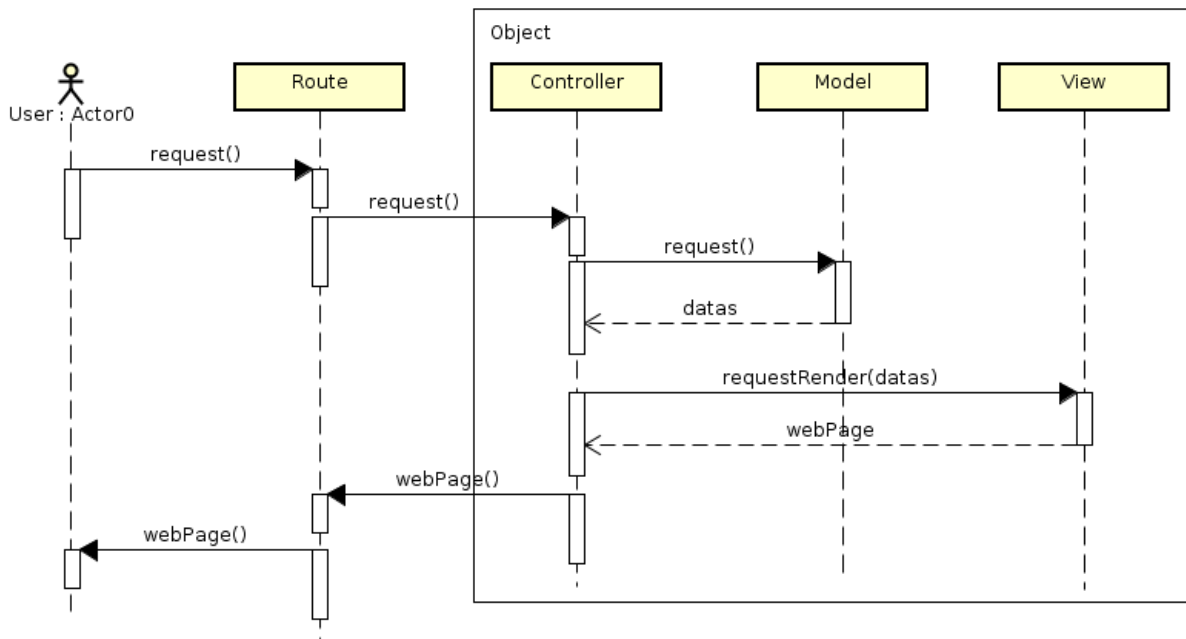 Object
Route
Controller
Model
View
User : Actor0
request()
request()
request()
datas
requestRender(datas)
webPage
webPage()
webPage()